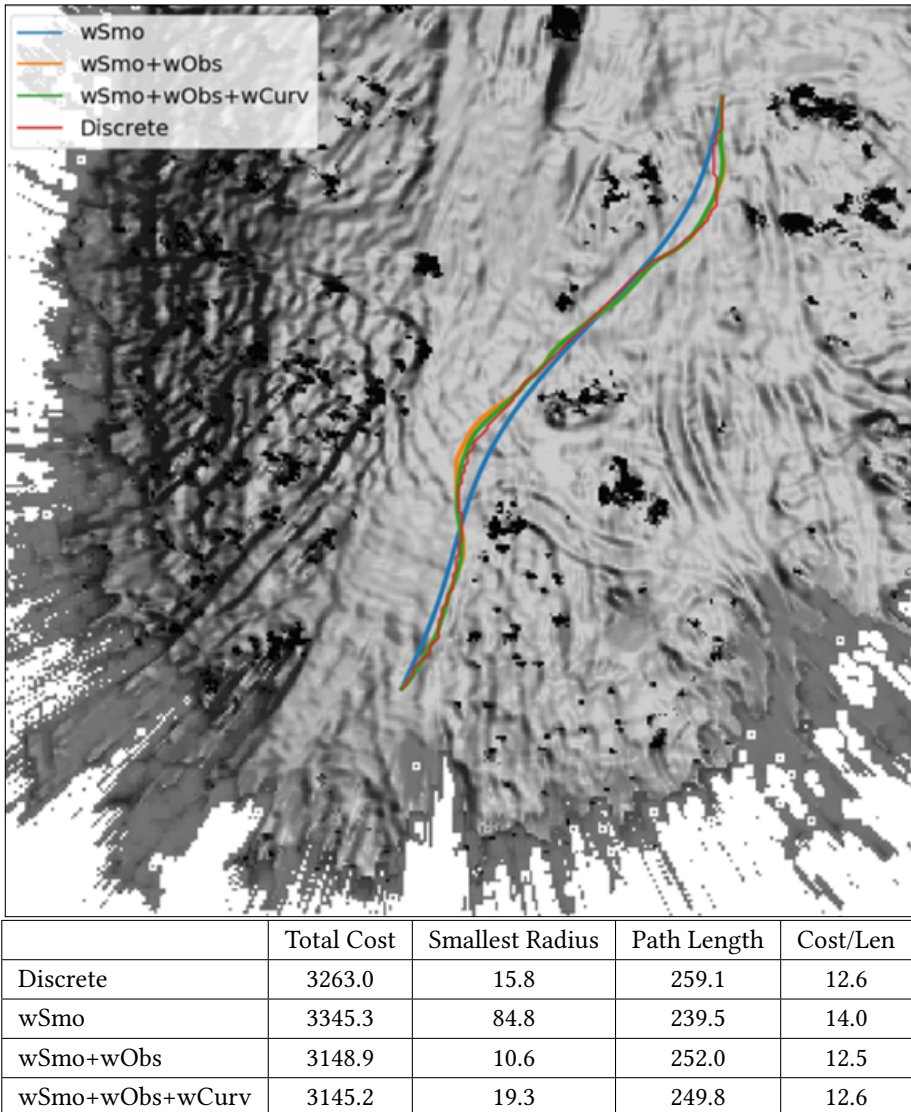 wSmo
wSmo+wObs
wSmo+wObs+wCurv
Discrete
Total Cost Smallest Radius Path Length Cost/Len
Discrete 3263.0 15.8 259.1 12.6
wSmo 3345.3 84.8 239.5 14.0
wSmo+wObs 3148.9 10.6 252.0 12.5
wSmo+wObs+wCurv 3145.2 19.3 249.8 12.6